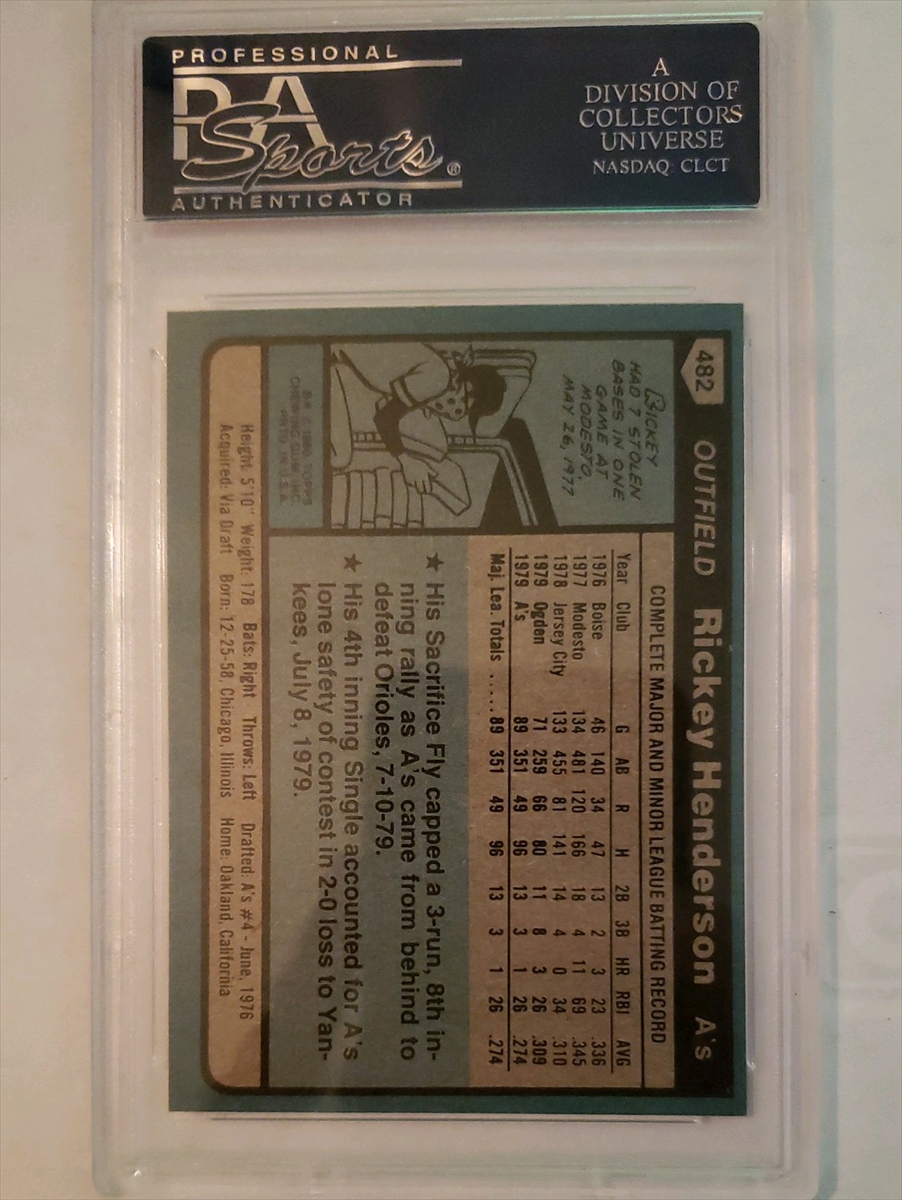 PROFESSIONAL
PSA
Sports®
AUTHENTICATOR
A
DIVISION OF
COLLECTORS
UNIVERSE
NASDAQ: CLCT
482 OUTFIELD Rickey Henderson A's
RICKEY
HAD 7 STOLEN
BASES IN ONE
GAME AT
MODESTO,
MAY 26, 1977
© 1980 TOPPS
CHEWING GUM, INC.
PRTD. IN U.S.A.
COMPLETE MAJOR AND MINOR LEAGUE BATTING RECORD
Year Club G AB R H 2B 3B HR RBI AVG
1976 Boise 46 140 34 47 13 2 3 23 .336
1977 Modesto 134 481 120 166 18 4 11 69 .345
1978 Jersey City 133 455 81 141 14 4 0 34 .310
1979 Ogden 71 259 66 80 11 8 3 26 .309
1979 A's 89 351 49 96 13 3 1 26 .274
Maj. Lea. Totals ..... 89 351 49 96 13 3 1 26 .274
★ His Sacrifice Fly capped a 3-run, 8th in-
ning rally as A's came from behind to
defeat Orioles, 7-10-79.
★ His 4th inning Single accounted for A's
lone safety of contest in 2-0 loss to Yan-
kees, July 8, 1979.
Height: 5'10" Weight: 178 Bats: Right Throws: Left Drafted: A's #4 - June, 1976
Acquired: Via Draft Born: 12-25-58, Chicago, Illinois Home: Oakland, California